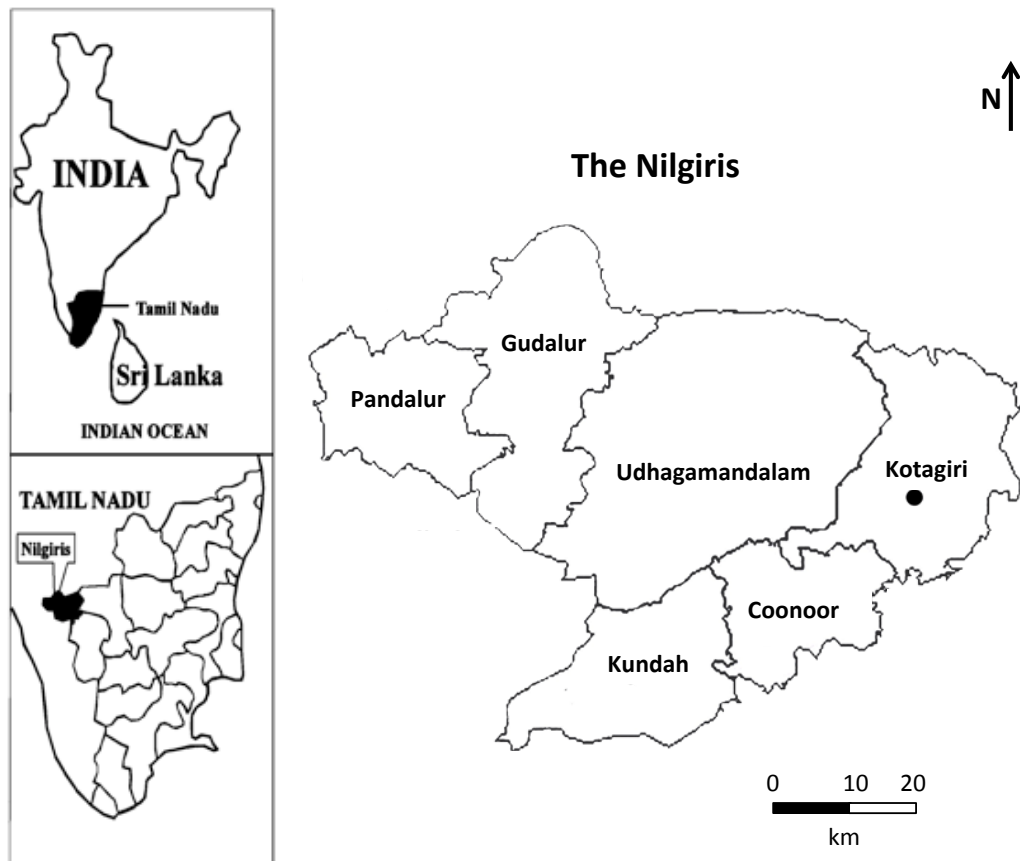 INDIA
Tamil Nadu
Sri Lanka
INDIAN OCEAN
TAMIL NADU
Nilgiris
N
The Nilgiris
Gudalur
Pandalur
Udhagamandalam
Kotagiri
Coonoor
Kundah
0 10 20
km